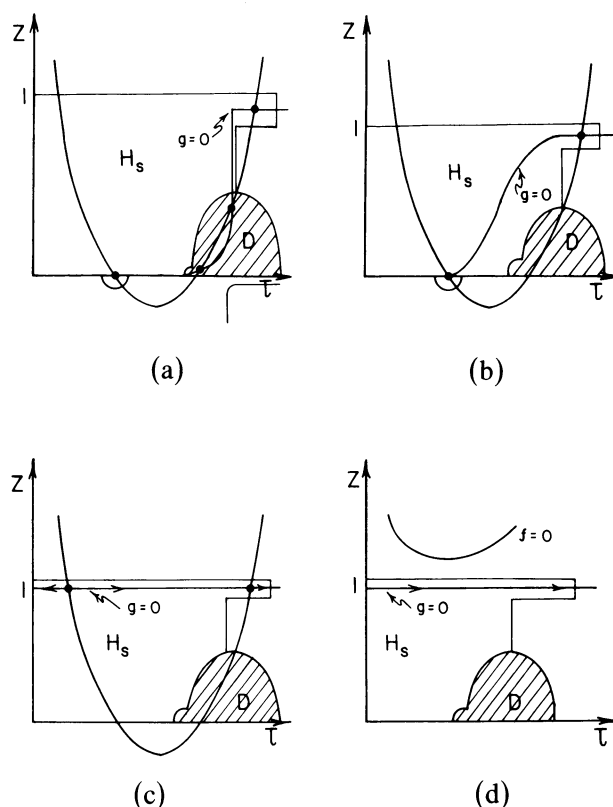 Z
1
g=0
H_s
D
τ
(a)
Z
1
H_s
g=0
D
τ
(b)
Z
1
g=0
H_s
D
τ
(c)
Z
f=0
1
g=0
H_s
D
τ
(d)